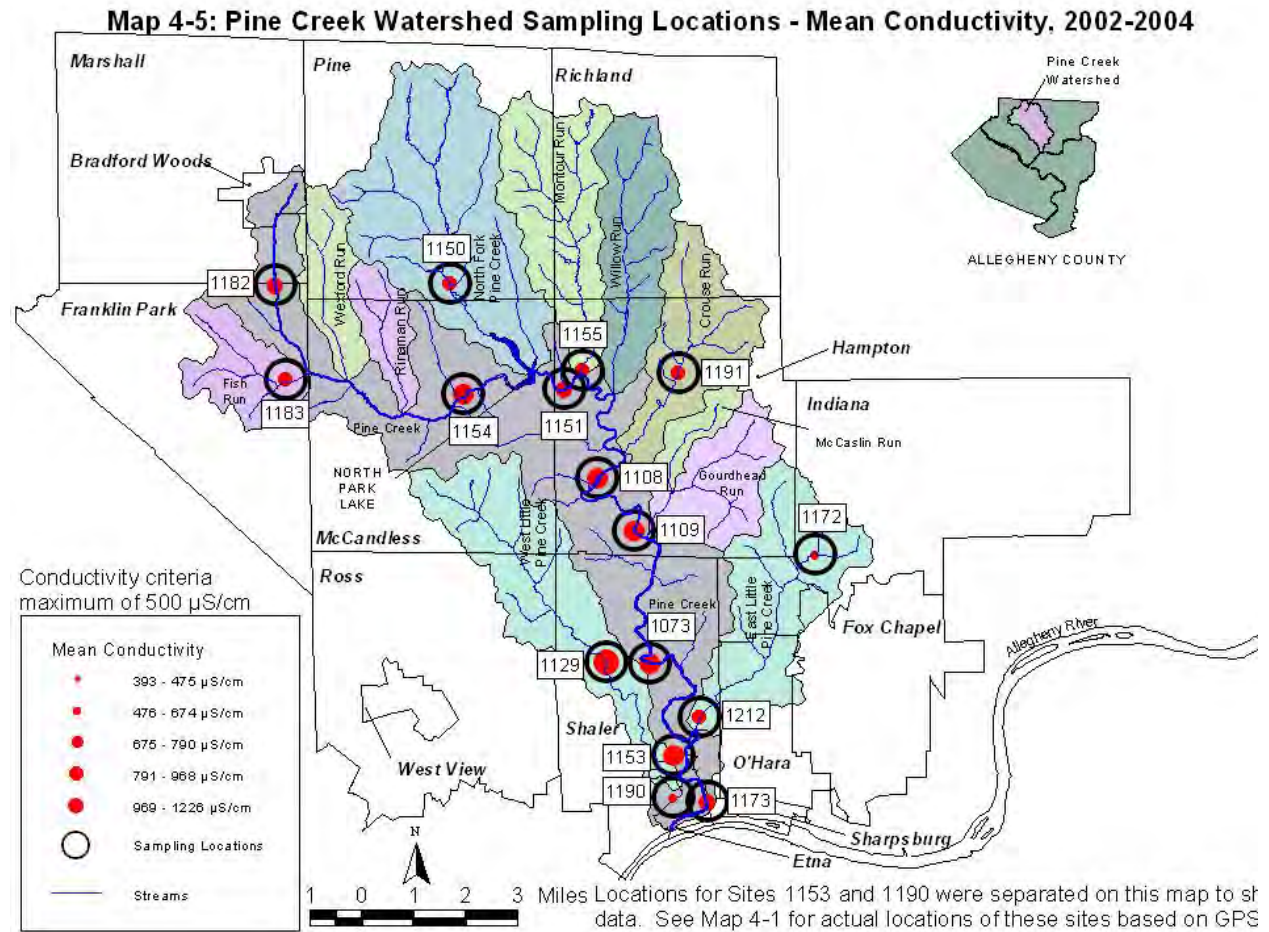 Map 4-5: Pine Creek Watershed Sampling Locations - Mean Conductivity, 2002-2004
Marshall
Pine
Richland
Pine Creek
Watershed
Bradford Woods
Montour Run
Willow Run
1150
North Fork
Pine Creek
ALLEGHENY COUNTY
1182
Wexford Run
Crouse Run
Franklin Park
Rinaman Run
1155
Hampton
1191
Fish
Run
1183
Indiana
1154
1151
Pine Creek
McCaslin Run
NORTH
PARK
LAKE
1108
Gourdhead
Run
West Little
Pine Creek
1172
1109
McCandless
Ross
Pine Creek
East Little
Pine Creek
1073
Fox Chapel
Allegheny River
1129
1212
Shaler
1153
O'Hara
West View
1190
1173
Sharpsburg
Etna
Conductivity criteria
maximum of 500 µS/cm
Mean Conductivity
393 - 475 µS/cm
476 - 674 µS/cm
675 - 790 µS/cm
791 - 968 µS/cm
969 - 1226 µS/cm
Sampling Locations
Streams
N
1 0 1 2 3 Miles
Locations for Sites 1153 and 1190 were separated on this map to sh
data. See Map 4-1 for actual locations of these sites based on GPS